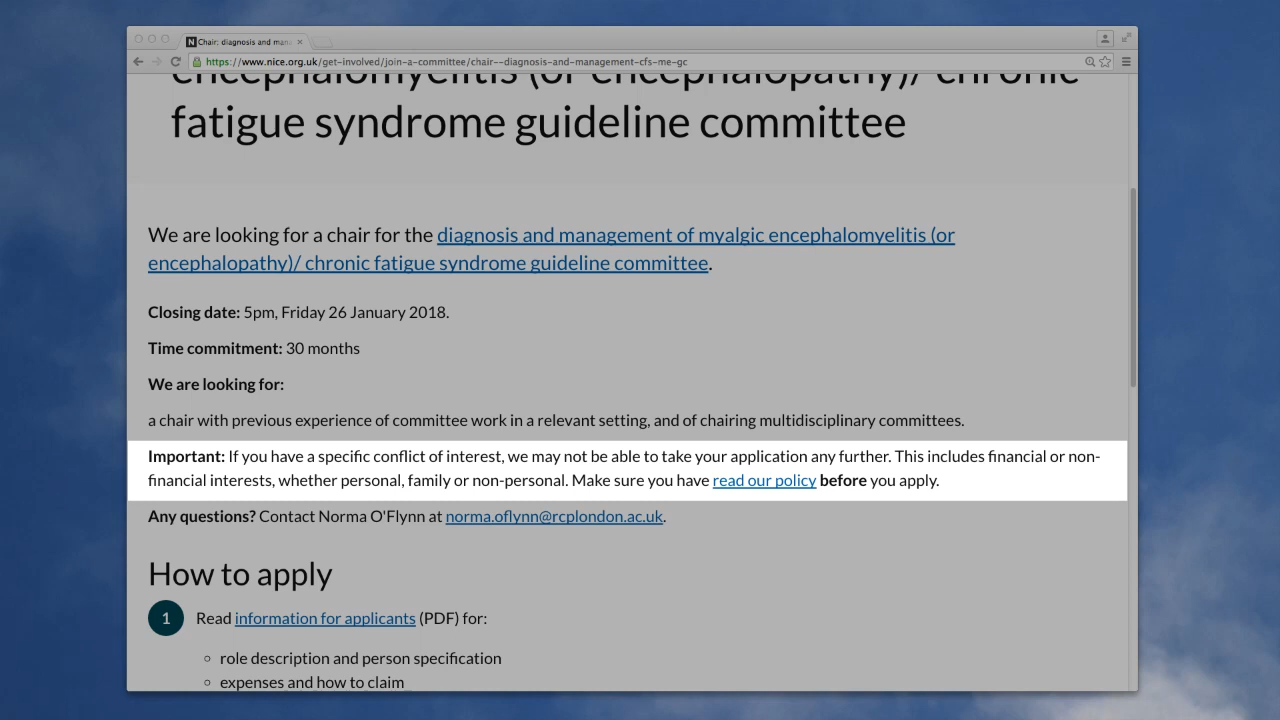 Chair: diagnosis and man
https://www.nice.org.uk/get-involved/join-a-committee/chair--diagnosis-and-management-cfs-me-gc
encephalomyelitis (or encephalopathy)/ chronic
fatigue syndrome guideline committee
We are looking for a chair for the diagnosis and management of myalgic encephalomyelitis (or
encephalopathy)/ chronic fatigue syndrome guideline committee.
Closing date: 5pm, Friday 26 January 2018.
Time commitment: 30 months
We are looking for:
a chair with previous experience of committee work in a relevant setting, and of chairing multidisciplinary committees.
Important: If you have a specific conflict of interest, we may not be able to take your application any further. This includes financial or non-
financial interests, whether personal, family or non-personal. Make sure you have read our policy before you apply.
Any questions? Contact Norma O'Flynn at norma.oflynn@rcplondon.ac.uk.
How to apply
1 Read information for applicants (PDF) for:
role description and person specification
expenses and how to claim